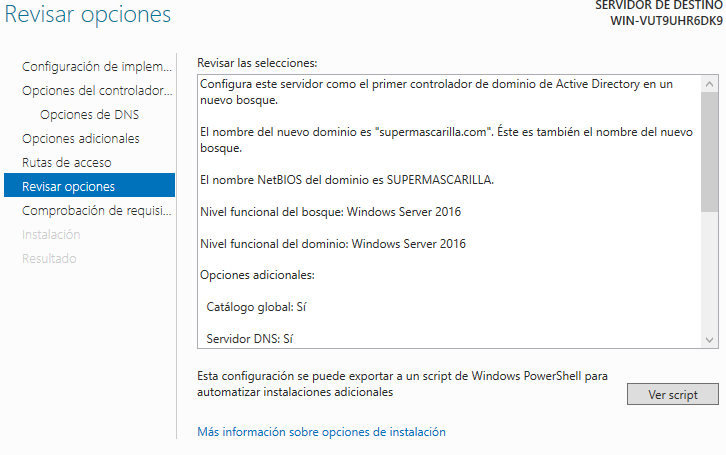 Revisar opciones
SERVIDOR DE DESTINO
WIN-VUT9UHR6DK9
Configuración de implem...
Opciones del controlador...
Opciones de DNS
Opciones adicionales
Rutas de acceso
Revisar opciones
Comprobación de requisi...
Instalación
Resultado
Revisar las selecciones:
Configura este servidor como el primer controlador de dominio de Active Directory en un
nuevo bosque.
El nombre del nuevo dominio es "supermascarilla.com". Éste es también el nombre del nuevo
bosque.
El nombre NetBIOS del dominio es SUPERMASCARILLA.
Nivel funcional del bosque: Windows Server 2016
Nivel funcional del dominio: Windows Server 2016
Opciones adicionales:
Catálogo global: Sí
Servidor DNS: Sí
Esta configuración se puede exportar a un script de Windows PowerShell para
automatizar instalaciones adicionales
Ver script
Más información sobre opciones de instalación